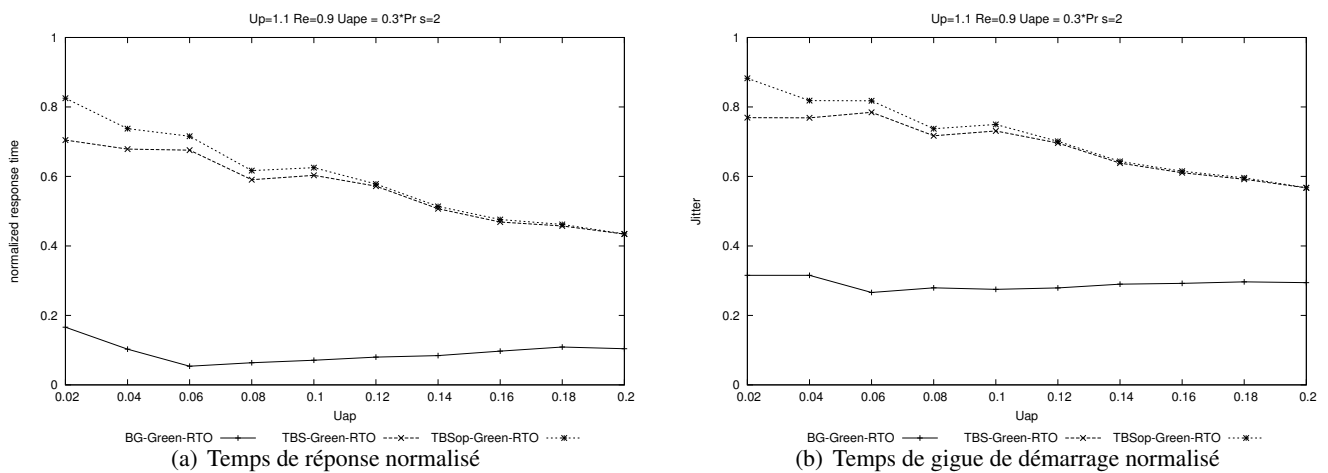 Up=1.1 Re=0.9 Uape = 0.3*Pr s=2
1
0.8
0.6
0.4
0.2
0
normalized response time
0.02 0.04 0.06 0.08 0.1 0.12 0.14 0.16 0.18 0.2
Uap
BG-Green-RTO TBS-Green-RTO TBSop-Green-RTO
(a) Temps de réponse normalisé
Up=1.1 Re=0.9 Uape = 0.3*Pr s=2
1
0.8
0.6
0.4
0.2
0
Jitter
0.02 0.04 0.06 0.08 0.1 0.12 0.14 0.16 0.18 0.2
Uap
BG-Green-RTO TBS-Green-RTO TBSop-Green-RTO
(b) Temps de gigue de démarrage normalisé